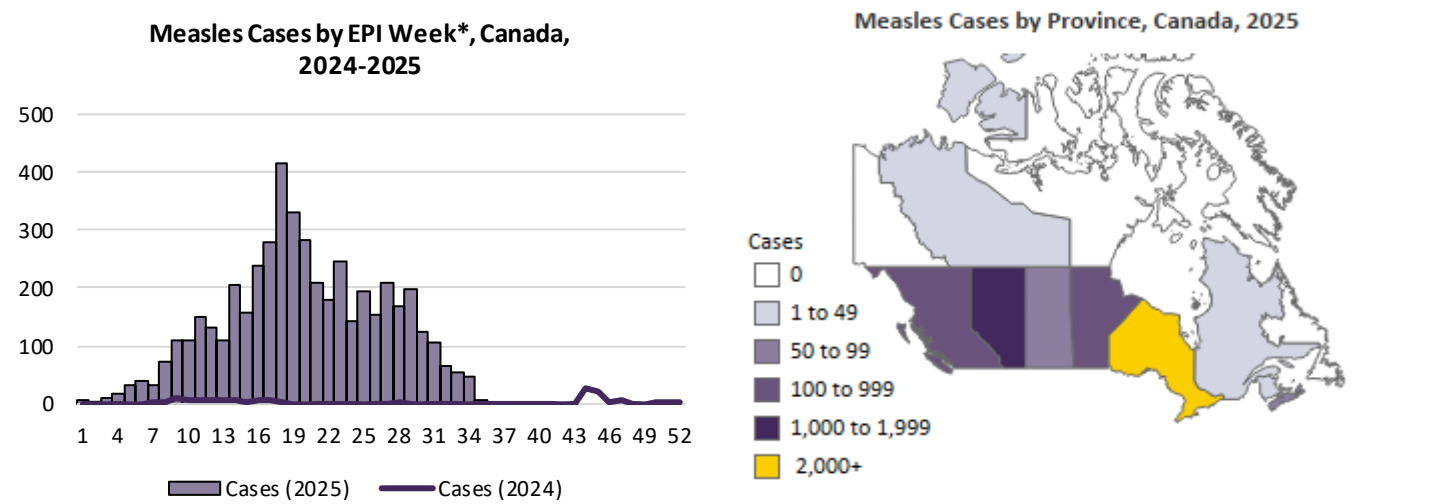 Measles Cases by EPI Week*, Canada,
2024-2025
500
400
300
200
100
0
1 4 7 10 13 16 19 22 25 28 31 34 37 40 43 46 49 52
Cases (2025) Cases (2024)
Measles Cases by Province, Canada, 2025
Cases
0
1 to 49
50 to 99
100 to 999
1,000 to 1,999
2,000+